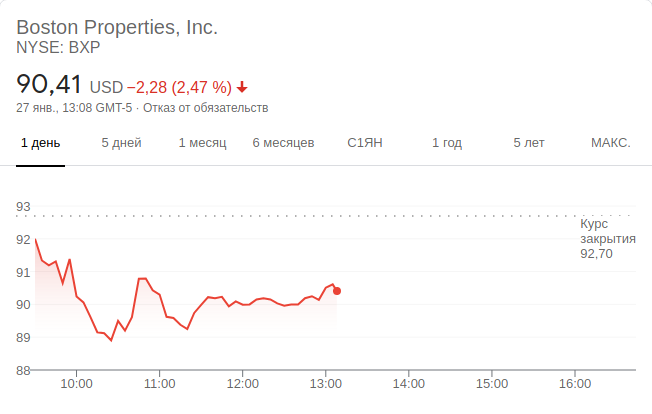 Boston Properties, Inc.
NYSE: BXP
90,41 USD −2,28 (2,47 %)
27 янв., 13:08 GMT-5 · Отказ от обязательств
1 день 5 дней 1 месяц 6 месяцев С1ЯН 1 год 5 лет МАКС.
93
Курс
закрытия
92,70
92
91
90
89
88
10:00 11:00 12:00 13:00 14:00 15:00 16:00